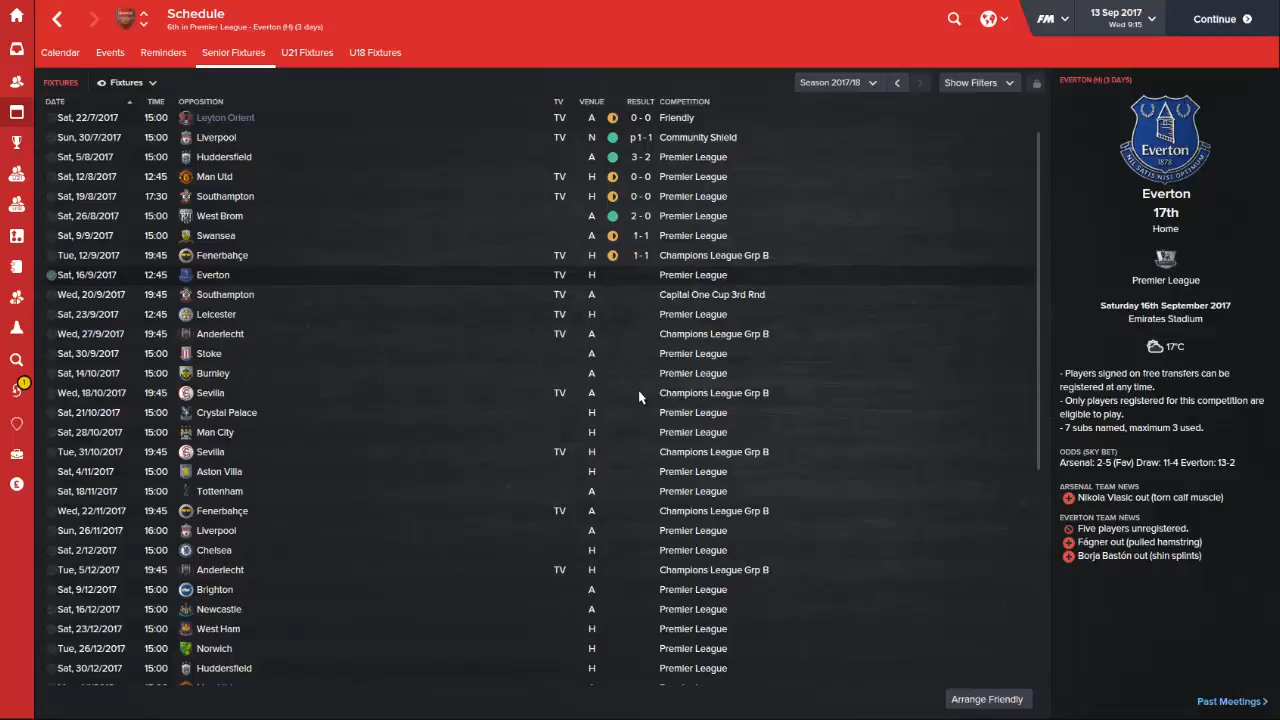 Schedule
6th in Premier League - Everton (H) (3 days)
FM
13 Sep 2017
Wed 9:15
Continue
Calendar Events Reminders Senior Fixtures U21 Fixtures U18 Fixtures
FIXTURES Fixtures Season 2017/18 Show Filters
DATE TIME OPPOSITION TV VENUE RESULT COMPETITION
Sat, 22/7/2017 15:00 Leyton Orient TV A 0 - 0 Friendly
Sun, 30/7/2017 15:00 Liverpool TV N p 1 - 1 Community Shield
Sat, 5/8/2017 15:00 Huddersfield A 3 - 2 Premier League
Sat, 12/8/2017 12:45 Man Utd TV H 0 - 0 Premier League
Sat, 19/8/2017 17:30 Southampton TV H 0 - 0 Premier League
Sat, 26/8/2017 15:00 West Brom A 2 - 0 Premier League
Sat, 9/9/2017 15:00 Swansea A 1 - 1 Premier League
Tue, 12/9/2017 19:45 Fenerbahçe TV H 1 - 1 Champions League Grp B
Sat, 16/9/2017 12:45 Everton TV H Premier League
Wed, 20/9/2017 19:45 Southampton TV A Capital One Cup 3rd Rnd
Sat, 23/9/2017 12:45 Leicester TV H Premier League
Wed, 27/9/2017 19:45 Anderlecht TV A Champions League Grp B
Sat, 30/9/2017 15:00 Stoke A Premier League
Sat, 14/10/2017 15:00 Burnley A Premier League
Wed, 18/10/2017 19:45 Sevilla TV A Champions League Grp B
Sat, 21/10/2017 15:00 Crystal Palace H Premier League
Sat, 28/10/2017 15:00 Man City H Premier League
Tue, 31/10/2017 19:45 Sevilla TV H Champions League Grp B
Sat, 4/11/2017 15:00 Aston Villa H Premier League
Sat, 18/11/2017 15:00 Tottenham A Premier League
Wed, 22/11/2017 19:45 Fenerbahçe TV A Champions League Grp B
Sun, 26/11/2017 16:00 Liverpool A Premier League
Sat, 2/12/2017 15:00 Chelsea H Premier League
Tue, 5/12/2017 19:45 Anderlecht TV H Champions League Grp B
Sat, 9/12/2017 15:00 Brighton A Premier League
Sat, 16/12/2017 15:00 Newcastle A Premier League
Sat, 23/12/2017 15:00 West Ham H Premier League
Tue, 26/12/2017 15:00 Norwich H Premier League
Sat, 30/12/2017 15:00 Huddersfield H Premier League
Arrange Friendly
EVERTON (H) (3 DAYS)
Everton
1878
NIL SATIS NISI OPTIMUM
Everton
17th
Home
Premier League
Saturday 16th September 2017
Emirates Stadium
17°C
- Players signed on free transfers can be
registered at any time.
- Only players registered for this competition are
eligible to play.
- 7 subs named, maximum 3 used.
ODDS (SKY BET)
Arsenal: 2-5 (Fav) Draw: 11-4 Everton: 13-2
ARSENAL TEAM NEWS
Nikola Vlasic out (torn calf muscle)
EVERTON TEAM NEWS
Five players unregistered.
Fágner out (pulled hamstring)
Borja Bastón out (shin splints)
Past Meetings >